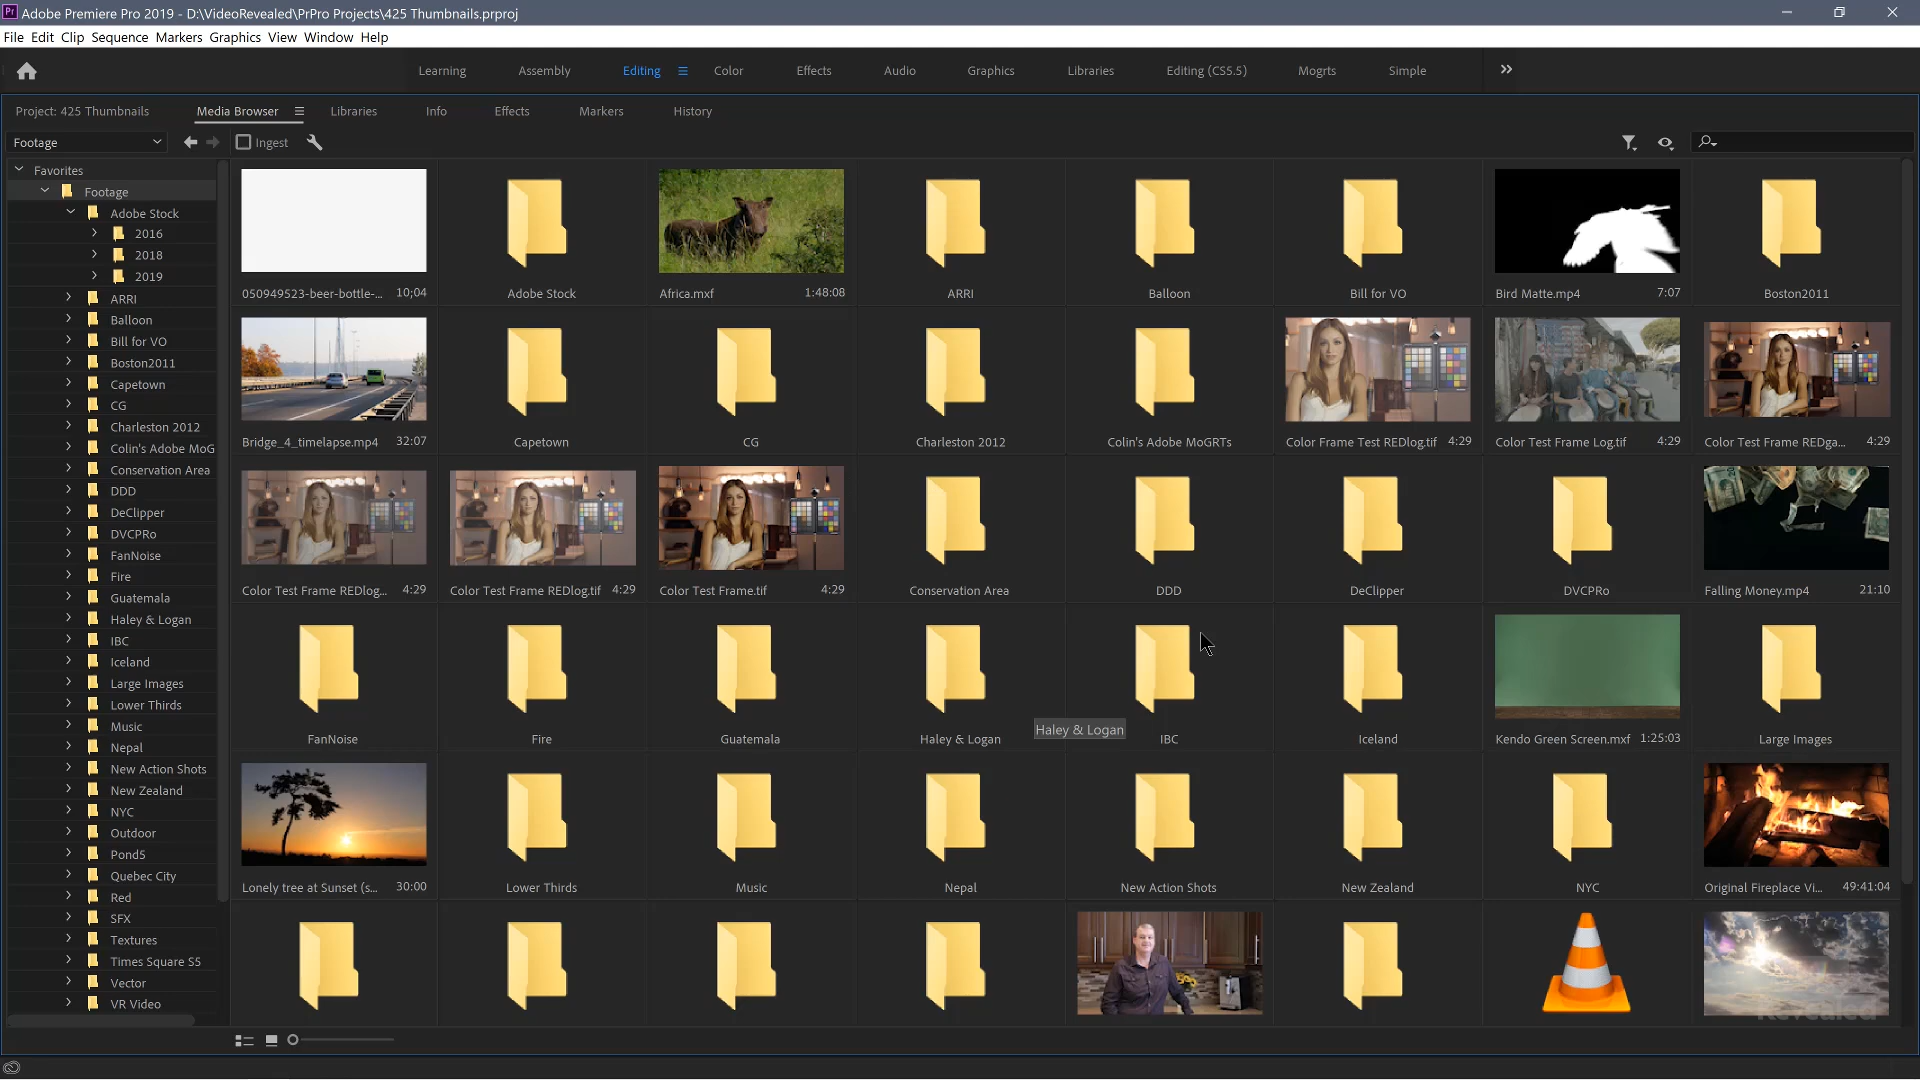 Pr Adobe Premiere Pro 2019 - D:\VideoRevealed\PrPro Projects\425 Thumbnails.prproj
File Edit Clip Sequence Markers Graphics View Window Help
Learning Assembly Editing Color Effects Audio Graphics Libraries Editing (CS5.5) Mogrts Simple
Project: 425 Thumbnails Media Browser Libraries Info Effects Markers History
Footage Ingest
Favorites
Footage
Adobe Stock
2016
2018
2019
ARRI
Balloon
Bill for VO
Boston2011
Capetown
CG
Charleston 2012
Colin's Adobe MoG
Conservation Area
DDD
DeClipper
DVCPRo
FanNoise
Fire
Guatemala
Haley & Logan
IBC
Iceland
Large Images
Lower Thirds
Music
Nepal
New Action Shots
New Zealand
NYC
Outdoor
Pond5
Quebec City
Red
SFX
Textures
Times Square S5
Vector
VR Video
050949523-beer-bottle-... 10;04 Adobe Stock Africa.mxf 1:48:08 ARRI Balloon Bill for VO Bird Matte.mp4 7:07 Boston2011
Bridge_4_timelapse.mp4 32:07 Capetown CG Charleston 2012 Colin's Adobe MoGRTs Color Frame Test REDlog.tif 4:29 Color Test Frame Log.tif 4:29 Color Test Frame REDga... 4:29
Color Test Frame REDlog... 4:29 Color Test Frame REDlog.tif 4:29 Color Test Frame.tif 4:29 Conservation Area DDD DeClipper DVCPRo Falling Money.mp4 21:10
FanNoise Fire Guatemala Haley & Logan IBC Iceland Kendo Green Screen.mxf 1:25:03 Large Images
Haley & Logan
Lonely tree at Sunset (s... 30:00 Lower Thirds Music Nepal New Action Shots New Zealand NYC Original Fireplace Vi... 49:41:04